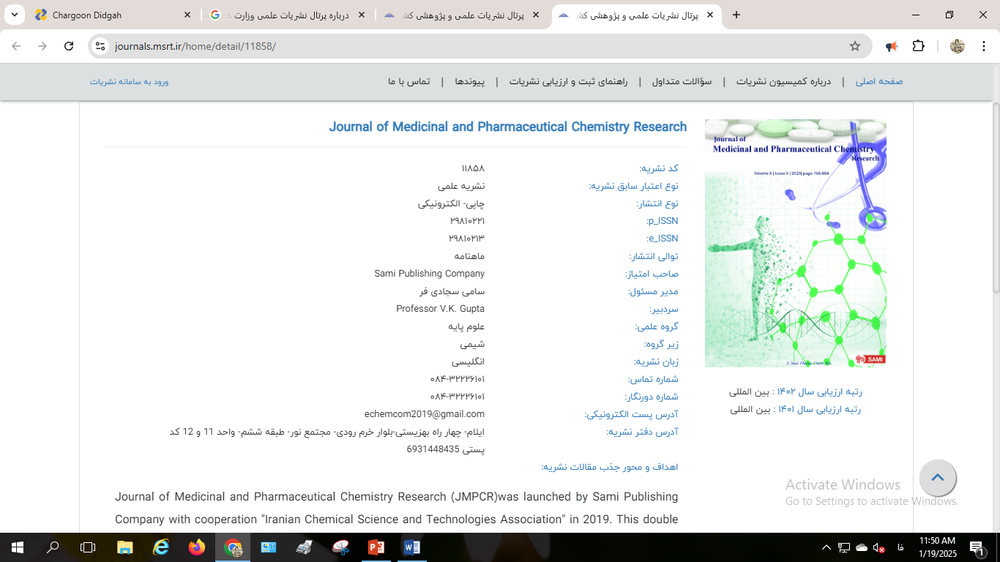 Chargoon Didgah
درباره پرتال نشریات علمی وزارت
پرتال نشریات علمی و پژوهشی کش
پرتال نشریات علمی و پژوهشی کش
journals.msrt.ir/home/detail/11858/
صفحه اصلی | درباره کمیسیون نشریات | سؤالات متداول | راهنمای ثبت و ارزیابی نشریات | پیوندها | تماس با ما
ورود به سامانه نشریات
Journal of
Medicinal and Pharmaceutical Chemistry
Research
Volume 5 | Issue 9 | 2023| page 756-864
SAMI
رتبه ارزیابی سال ۱۴۰۲ : بین المللی
رتبه ارزیابی سال ۱۴۰۱ : بین المللی
Journal of Medicinal and Pharmaceutical Chemistry Research
کد نشریه: ۱۱۸۵۸
نوع اعتبار سابق نشریه: نشریه علمی
نوع انتشار: چاپی- الکترونیکی
p_ISSN: ۲۹۸۱۰۲۲۱
e_ISSN: ۲۹۸۱۰۲۱۳
توالی انتشار: ماهنامه
صاحب امتیاز: Sami Publishing Company
مدیر مسئول: سامی سجادی فر
سردبیر: Professor V.K. Gupta
گروه علمی: علوم پایه
زیر گروه: شیمی
زبان نشریه: انگلیسی
شماره تماس: ۰۸۴-۳۲۲۲۶۱۰۱
شماره دورنگار: ۰۸۴-۳۲۲۲۶۱۰۱
آدرس پست الکترونیکی: echemcom2019@gmail.com
آدرس دفتر نشریه: ایلام- چهار راه بهزیستی-بلوار خرم رودی- مجتمع نور- طبقه ششم- واحد 11 و 12 کد
پستی 6931448435
اهداف و محور جذب مقالات نشریه:
Journal of Medicinal and Pharmaceutical Chemistry Research (JMPCR)was launched by Sami Publishing
Company with cooperation "Iranian Chemical Science and Technologies Association" in 2019. This double
Activate Windows
Go to Settings to activate Windows.
فا
11:50 AM
1/19/2025
1